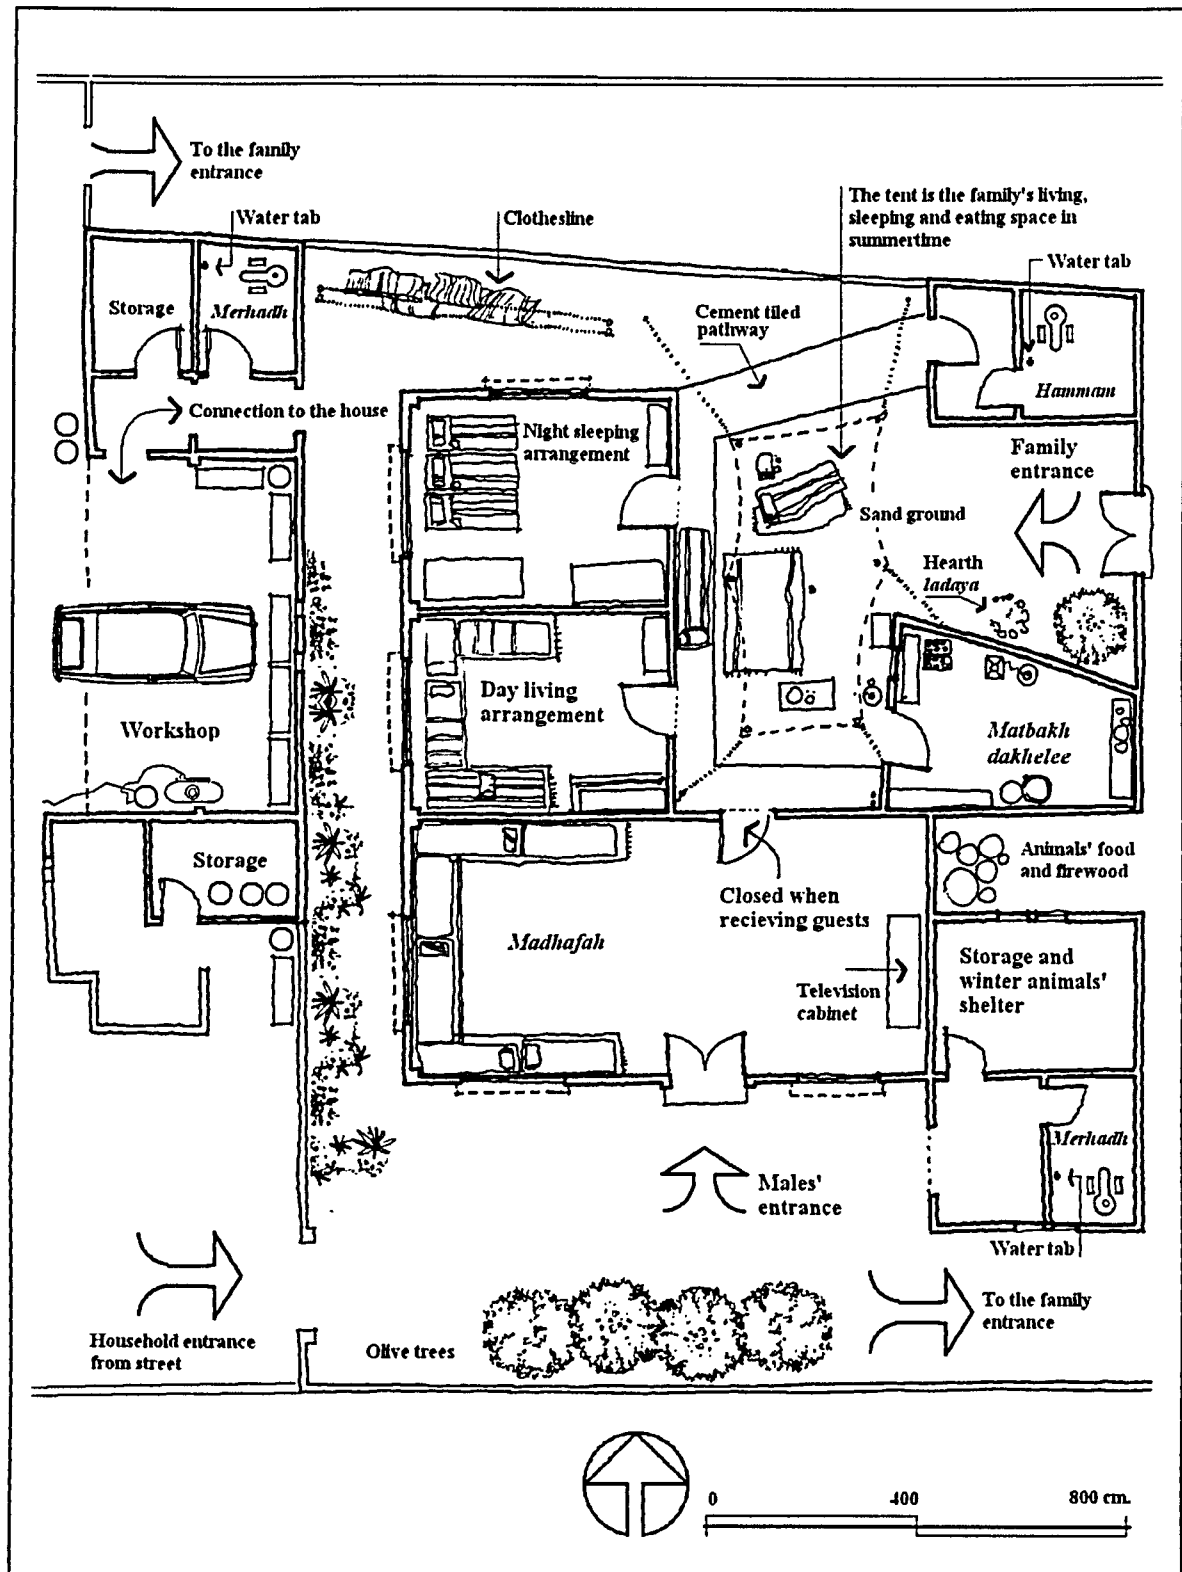 To the family
entrance
Water tab
Clothesline
The tent is the family's living,
sleeping and eating space in
summertime
Water tab
Storage
Merhadh
Cement tiled
pathway
Hammam
Connection to the house
Night sleeping
arrangement
Family
entrance
Sand ground
Hearth
ladaya
Day living
arrangement
Workshop
Matbakh
dakhelee
Storage
Animals' food
and firewood
Closed when
recieving guests
Madhafah
Storage and
winter animals'
shelter
Television
cabinet
Merhadh
Males'
entrance
Water tab
Household entrance
from street
Olive trees
To the family
entrance
0 400 800 cm.